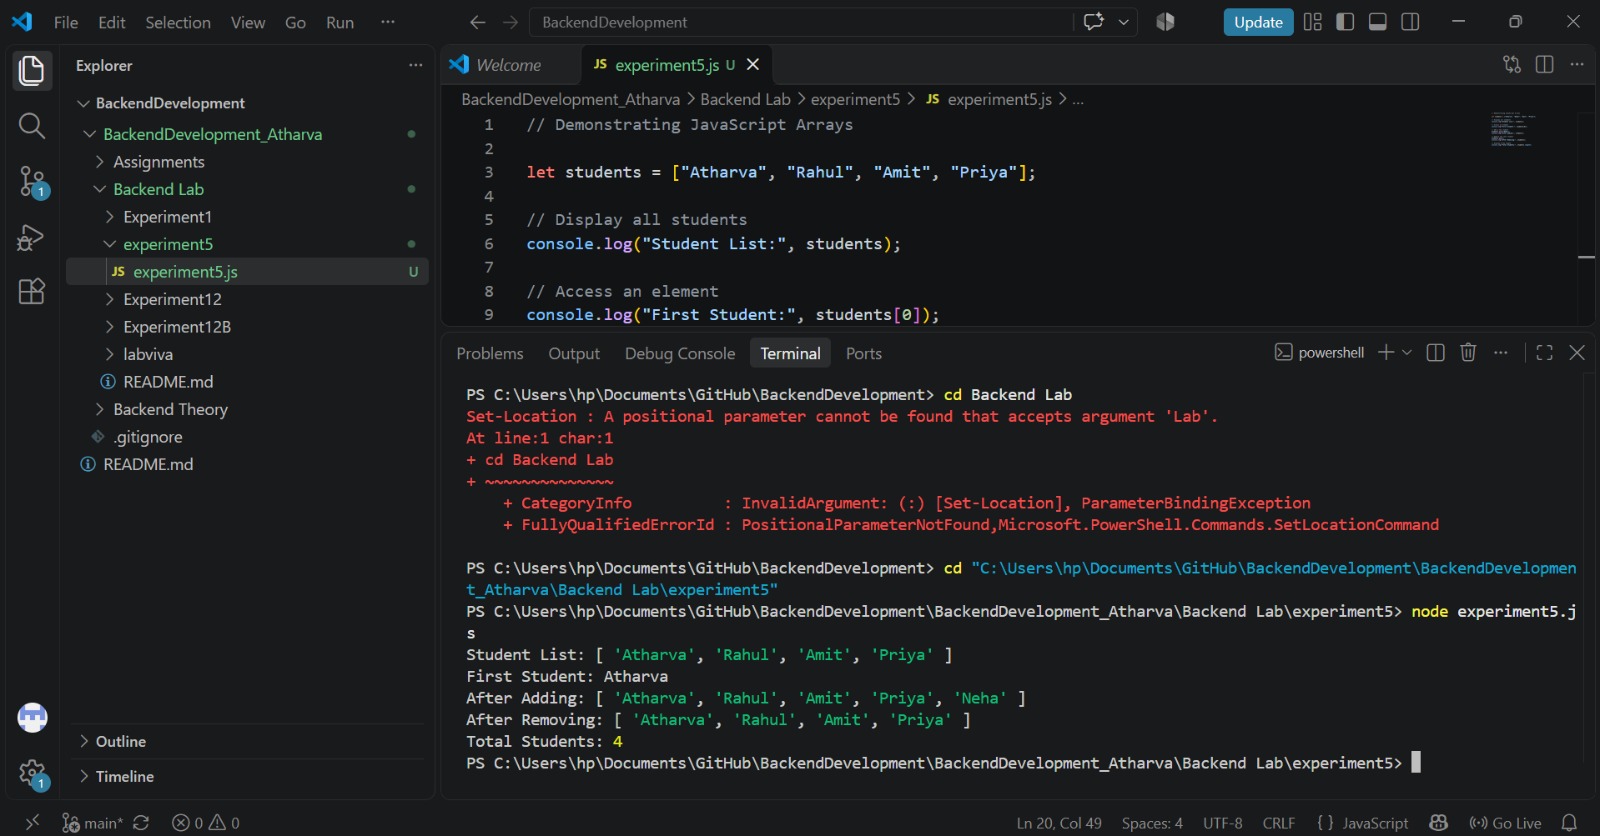 File Edit Selection View Go Run ··· BackendDevelopment Update
Explorer ···
BackendDevelopment
BackendDevelopment_Atharva
Assignments
Backend Lab
Experiment1
experiment5
JS experiment5.js U
Experiment12
Experiment12B
labviva
README.md
Backend Theory
.gitignore
README.md
Outline
Timeline
1
1
Welcome JS experiment5.js U
BackendDevelopment_Atharva > Backend Lab > experiment5 > JS experiment5.js > ...
1 // Demonstrating JavaScript Arrays
2
3 let students = ["Atharva", "Rahul", "Amit", "Priya"];
4
5 // Display all students
6 console.log("Student List:", students);
7
8 // Access an element
9 console.log("First Student:", students[0]);
Problems Output Debug Console Terminal Ports powershell
PS C:\Users\hp\Documents\GitHub\BackendDevelopment> cd Backend Lab
Set-Location : A positional parameter cannot be found that accepts argument 'Lab'.
At line:1 char:1
+ cd Backend Lab
+ ~~~~~~~~~~~~~~
+ CategoryInfo : InvalidArgument: (:) [Set-Location], ParameterBindingException
+ FullyQualifiedErrorId : PositionalParameterNotFound,Microsoft.PowerShell.Commands.SetLocationCommand
PS C:\Users\hp\Documents\GitHub\BackendDevelopment> cd "C:\Users\hp\Documents\GitHub\BackendDevelopment\BackendDevelopmen
t_Atharva\Backend Lab\experiment5"
PS C:\Users\hp\Documents\GitHub\BackendDevelopment\BackendDevelopment_Atharva\Backend Lab\experiment5> node experiment5.j
s
Student List: [ 'Atharva', 'Rahul', 'Amit', 'Priya' ]
First Student: Atharva
After Adding: [ 'Atharva', 'Rahul', 'Amit', 'Priya', 'Neha' ]
After Removing: [ 'Atharva', 'Rahul', 'Amit', 'Priya' ]
Total Students: 4
PS C:\Users\hp\Documents\GitHub\BackendDevelopment\BackendDevelopment_Atharva\Backend Lab\experiment5>
main* 0 0 Ln 20, Col 49 Spaces: 4 UTF-8 CRLF {} JavaScript Go Live